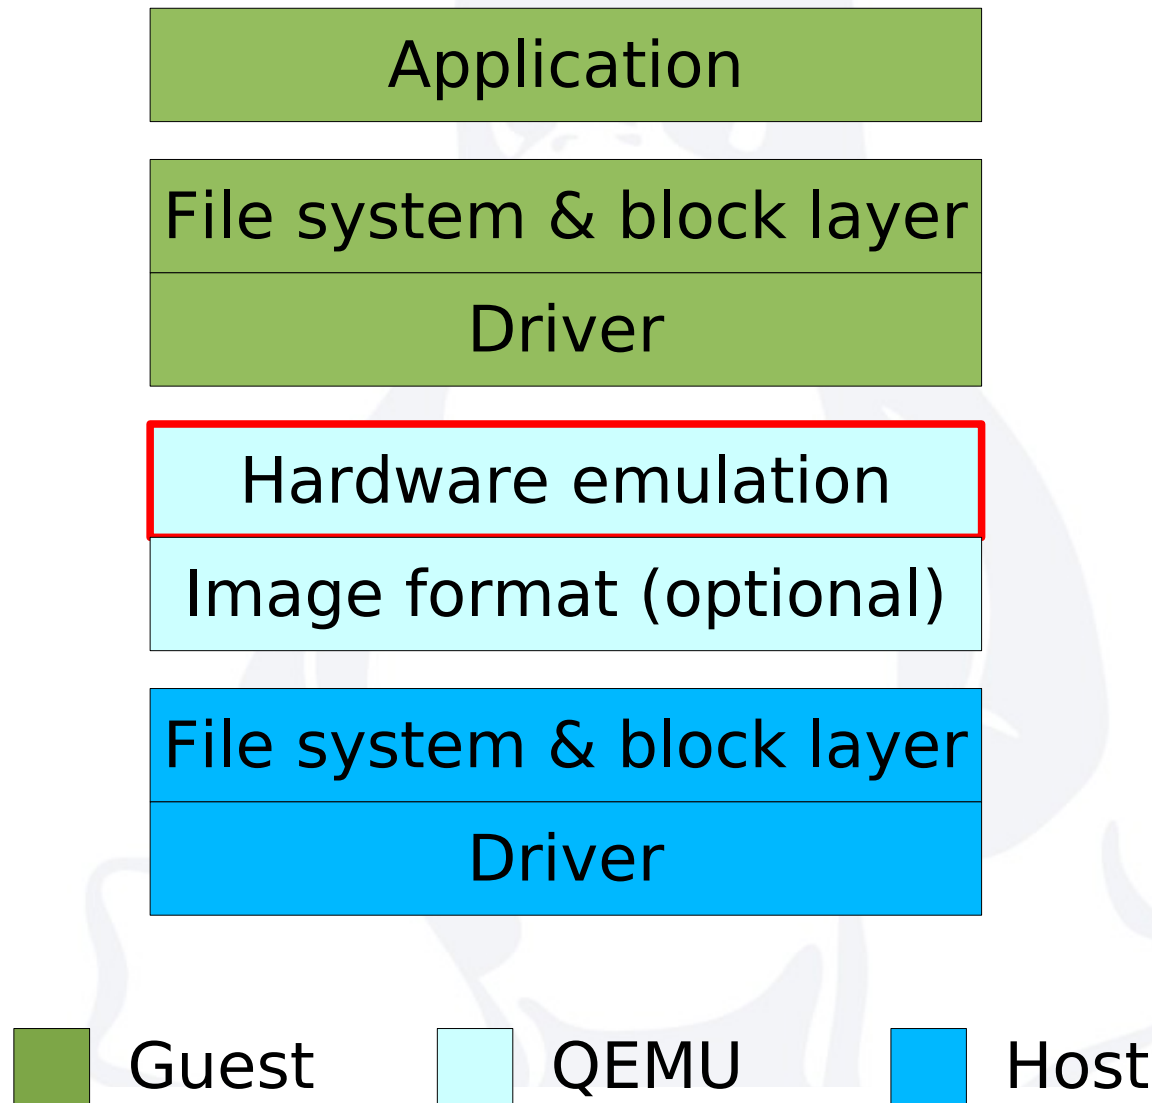 Application
File system & block layer
Driver
Hardware emulation
Image format (optional)
File system & block layer
Driver
Guest
QEMU
Host